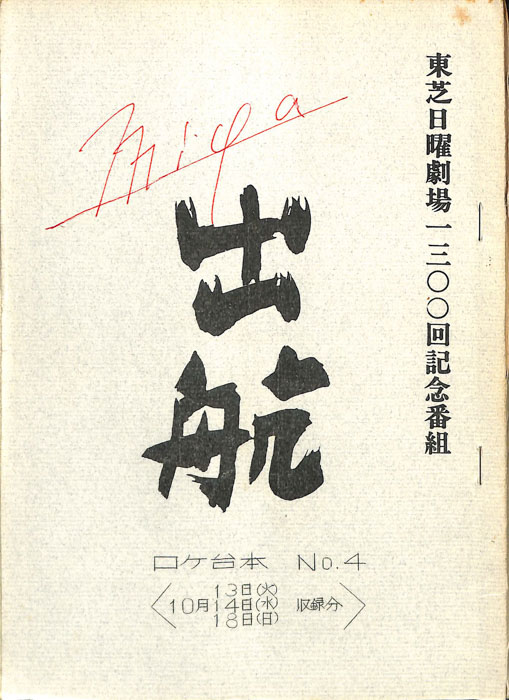 東芝日曜劇場一三〇〇回記念番組
Miya
出航
ロケ台本 No.4
13日(火)
10月14日(水) 収録分
18日(日)